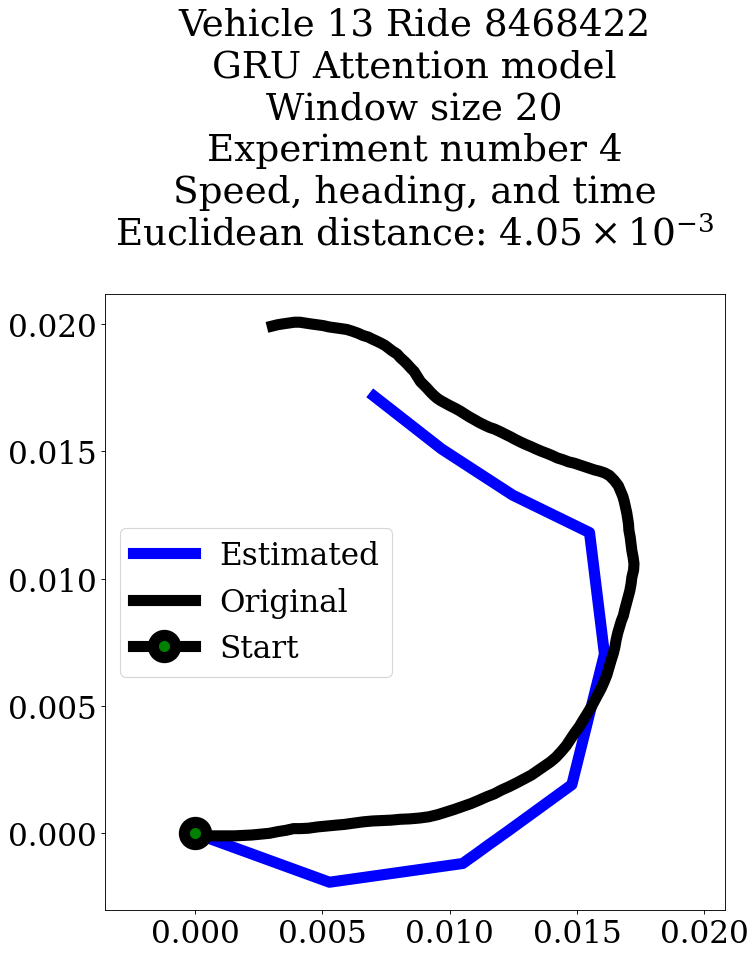 Vehicle 13 Ride 8468422
GRU Attention model
Window size 20
Experiment number 4
Speed, heading, and time
Euclidean distance: 4.05 × 10⁻³
0.020
0.015
0.010
0.005
0.000
Estimated
Original
Start
0.000 0.005 0.010 0.015 0.020